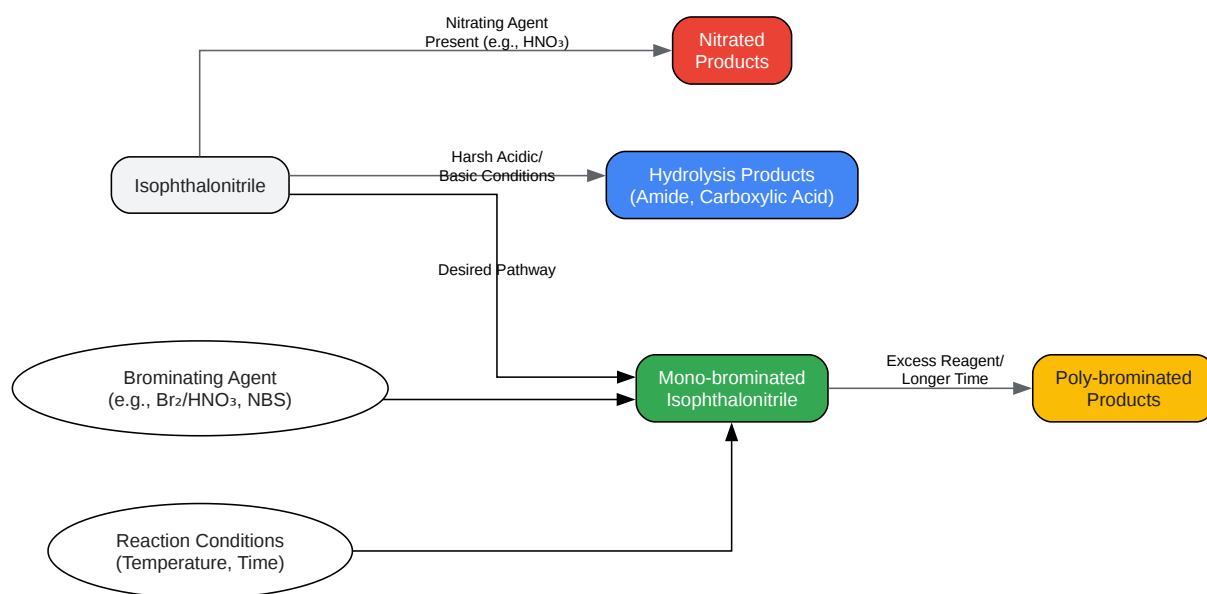 Nitrating Agent
Present (e.g., HNO₃)
Nitrated
Products
Isophthalonitrile
Harsh Acidic/
Basic Conditions
Hydrolysis Products
(Amide, Carboxylic Acid)
Desired Pathway
Brominating Agent
(e.g., Br₂/HNO₃, NBS)
Mono-brominated
Isophthalonitrile
Excess Reagent/
Longer Time
Poly-brominated
Products
Reaction Conditions
(Temperature, Time)